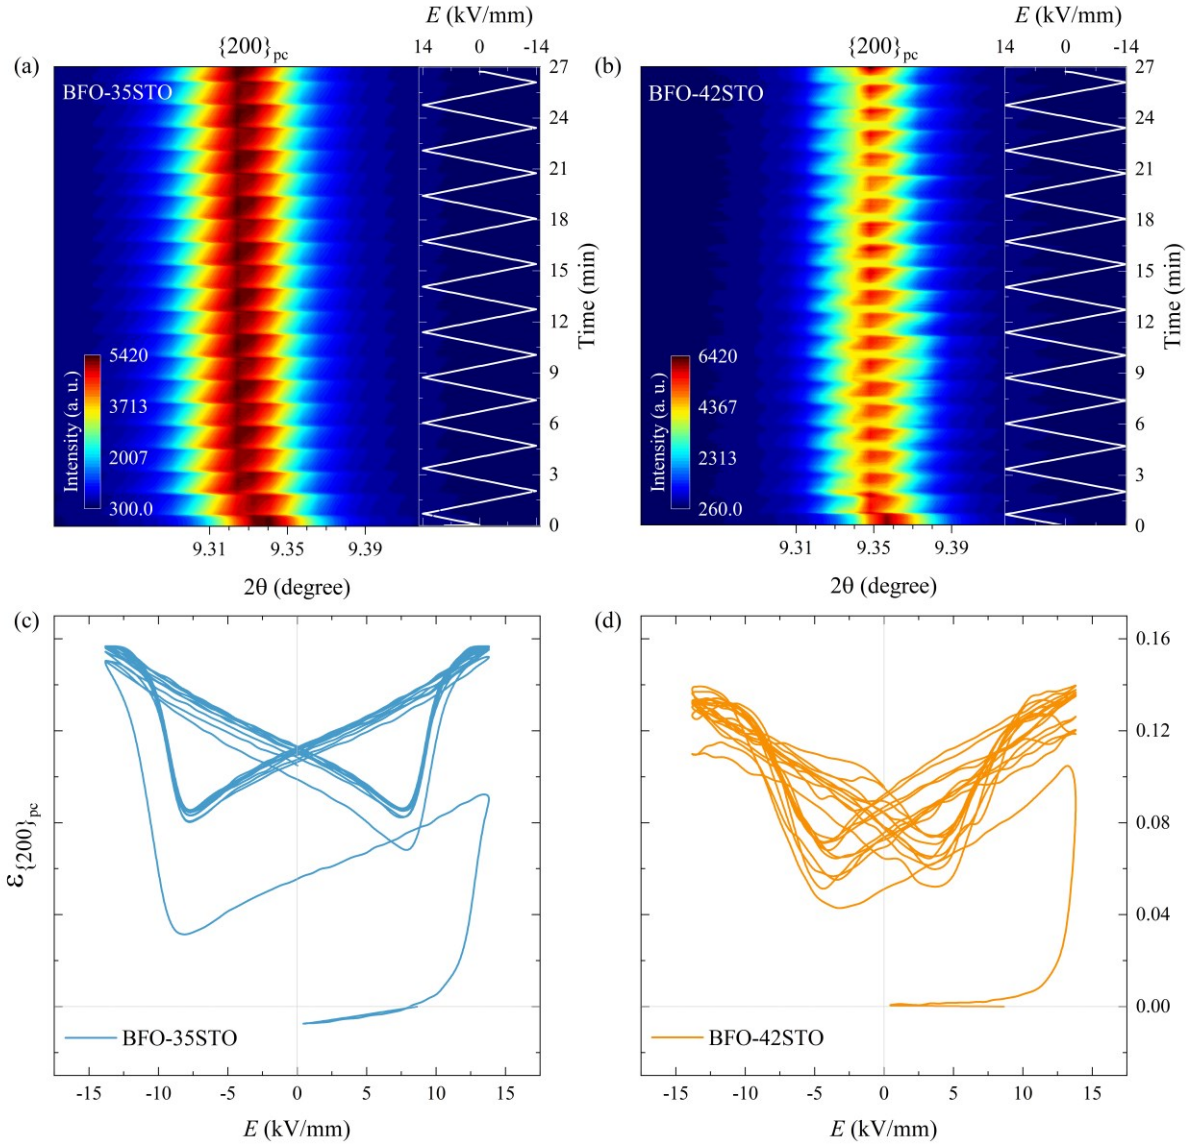 E (kV/mm)
E (kV/mm)
(a)
{200}pc
14 0 -14
(b)
{200}pc
14 0 -14
BFO-35STO
27
24
21
18
15
12
9
6
3
0
Time (min)
BFO-42STO
27
24
21
18
15
12
9
6
3
0
Time (min)
Intensity (a. u.)
5420
3713
2007
300.0
Intensity (a. u.)
6420
4367
2313
260.0
9.31 9.35 9.39
2θ (degree)
9.31 9.35 9.39
2θ (degree)
(c)
(d)
ε{200}pc
0.16
0.12
0.08
0.04
0.00
BFO-35STO
BFO-42STO
-15 -10 -5 0 5 10 15
-15 -10 -5 0 5 10 15
E (kV/mm)
E (kV/mm)